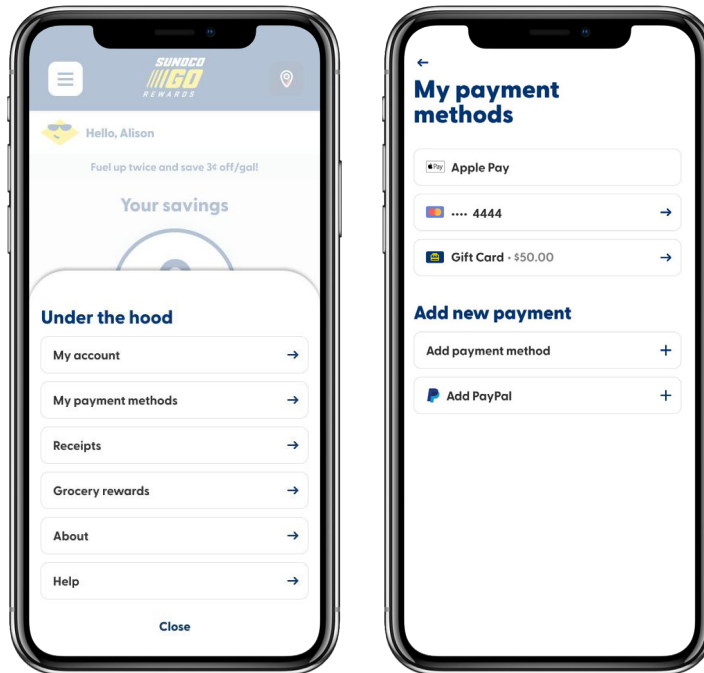 SUNOCO
GO
REWARDS
Hello, Alison
Fuel up twice and save 3¢ off/gal!
Your savings
Under the hood
My account
My payment methods
Receipts
Grocery rewards
About
Help
Close
My payment
methods
Pay Apple Pay
•••• 4444
Gift Card • $50.00
Add new payment
Add payment method
Add PayPal